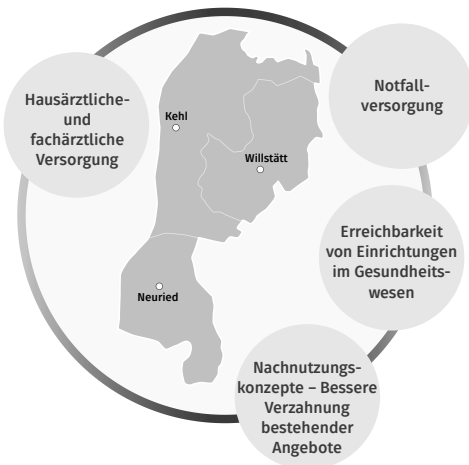 Hausärztliche-
und
fachärztliche
Versorgung
Notfall-
versorgung
Kehl
Willstätt
Erreichbarkeit
von Einrichtungen
im Gesundheits-
wesen
Neuried
Nachnutzungs-
konzepte – Bessere
Verzahnung
bestehender
Angebote